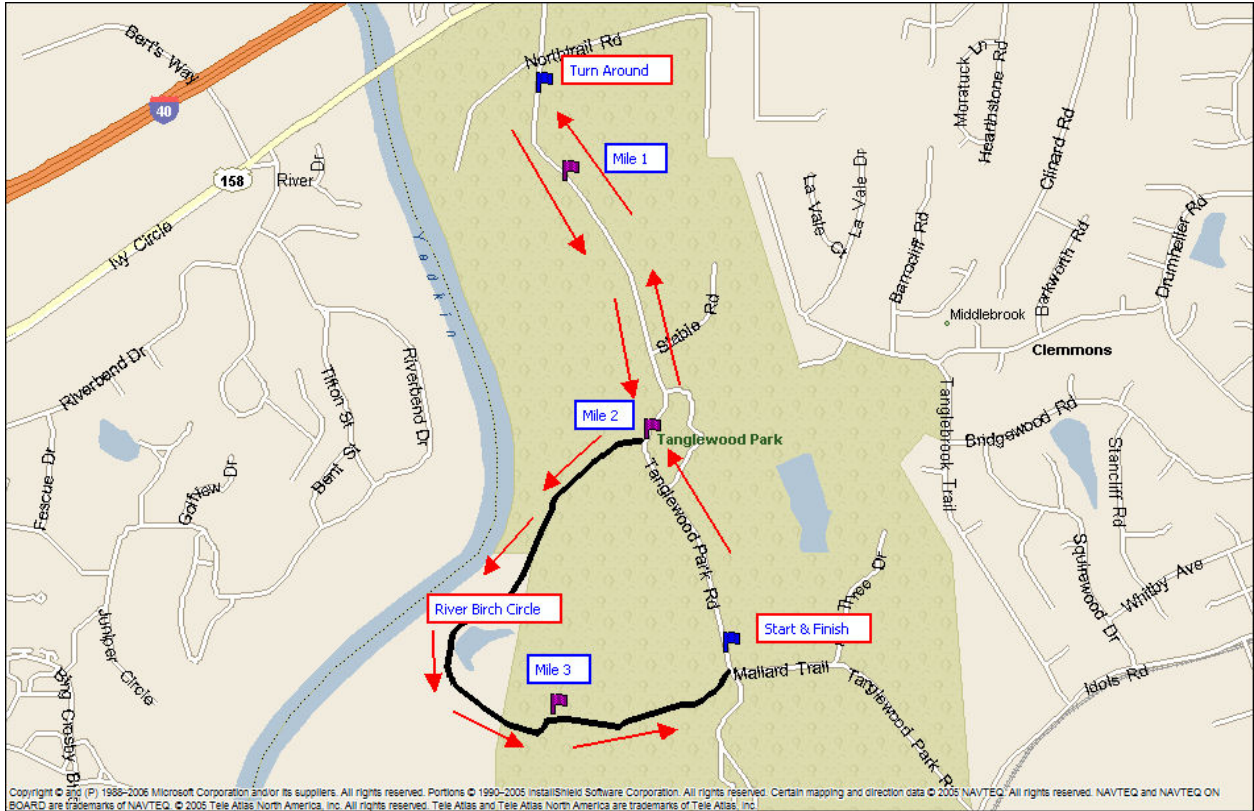 Bert's Way
Northtrail Rd
Turn Around
Moratuck Ln
Hearthstone Rd
40
Clinard Rd
Mile 1
158
River Dr
La Vale Ct
La Vale Dr
Ivy Circle
Yadkin
Barrocliff Rd
Barkworth Rd
Drumheller Rd
Middlebrook
Stable Rd
Clemmons
Riverbend Dr
Tifton St
Riverbend Dr
Mile 2
Tanglewood Park
Tanglebrook Trail
Bridgewood Rd
Fescue Dr
Golfview Dr
Bent St
Stancliff Rd
Tanglewood Park Rd
Squirewood Dr
Whitby Ave
Three Dr
River Birch Circle
Start & Finish
Juniper Circle
Mile 3
Mallard Trail
Idols Rd
Bing Crosby Blvd
Tanglewood Park Rd
Copyright © and (P) 1988–2006 Microsoft Corporation and/or its suppliers. All rights reserved. Portions © 1990–2005 InstallShield Software Corporation. All rights reserved. Certain mapping and direction data © 2005 NAVTEQ. All rights reserved. NAVTEQ and NAVTEQ ON
BOARD are trademarks of NAVTEQ. © 2005 Tele Atlas North America, Inc. All rights reserved. Tele Atlas and Tele Atlas North America are trademarks of Tele Atlas, Inc.